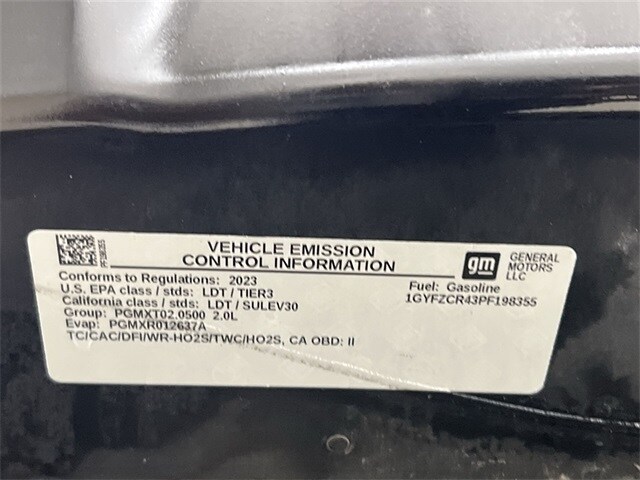 VEHICLE EMISSION
CONTROL INFORMATION
gm
GENERAL
MOTORS
LLC
Conforms to Regulations: 2023
U.S. EPA class / stds: LDT / TIER3
California class / stds: LDT / SULEV30
Group: PGMXT02.0500 2.0L
Evap: PGMXR012637A
TC/CAC/DFI/WR-HO2S/TWC/HO2S, CA OBD: II
Fuel: Gasoline
1GYFZCR43PF198355